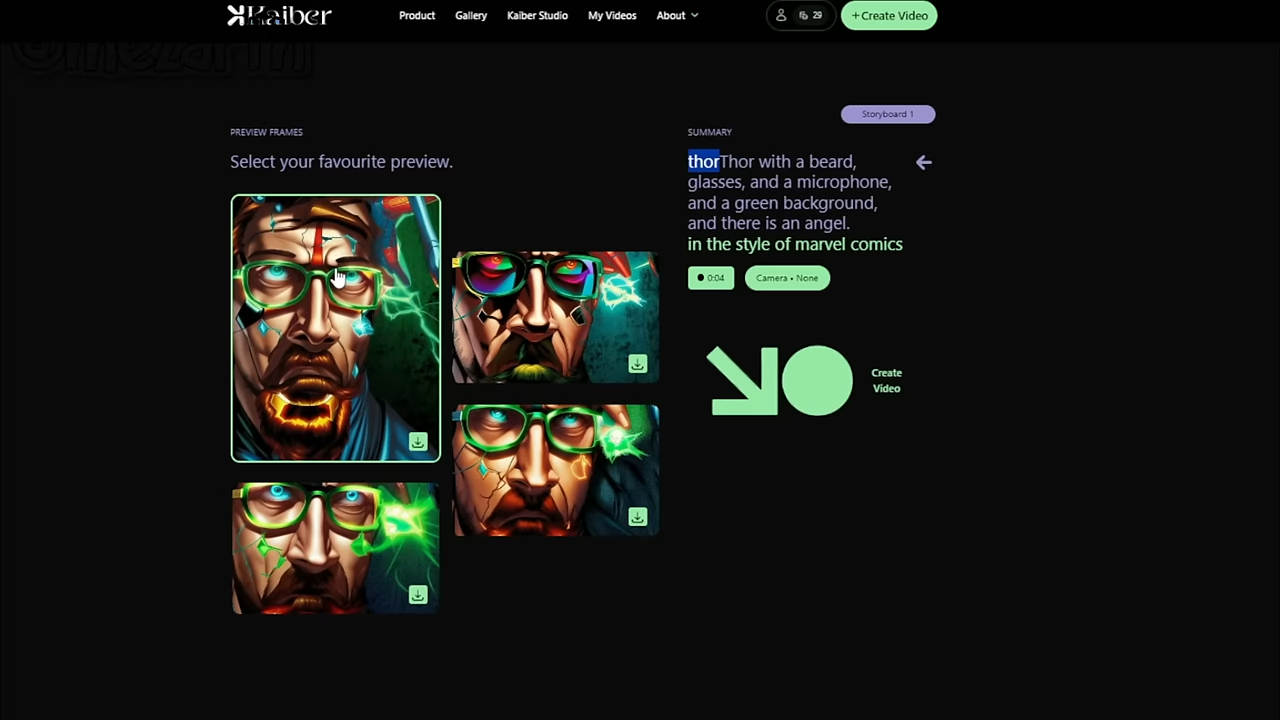 Kaiber
Product
Gallery
Kaiber Studio
My Videos
About
29
+Create Video
Storyboard 1
PREVIEW FRAMES
Select your favourite preview.
SUMMARY
thorThor with a beard,
glasses, and a microphone,
and a green background,
and there is an angel.
in the style of marvel comics
0:04
Camera • None
Create
Video